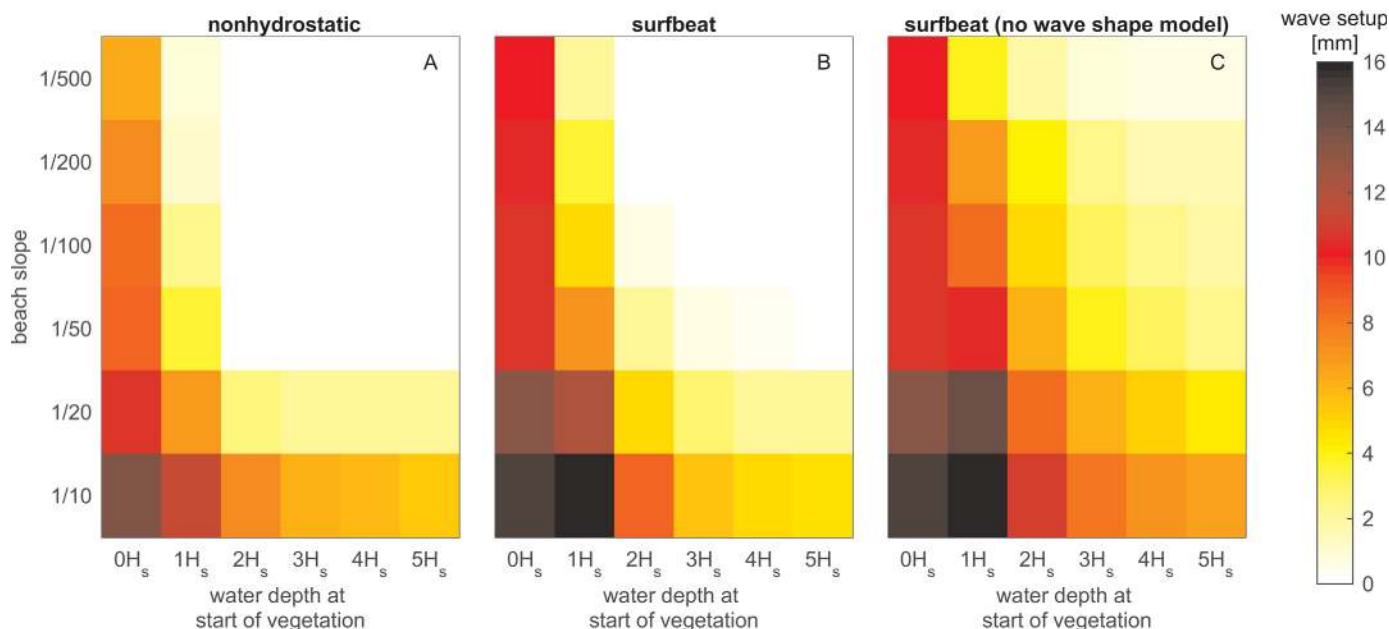 nonhydrostatic
surfbeat
surfbeat (no wave shape model)
wave setup
[mm]
A
B
C
beach slope
1/500
1/200
1/100
1/50
1/20
1/10
0Hs 1Hs 2Hs 3Hs 4Hs 5Hs
water depth at
start of vegetation
0Hs 1Hs 2Hs 3Hs 4Hs 5Hs
water depth at
start of vegetation
0Hs 1Hs 2Hs 3Hs 4Hs 5Hs
water depth at
start of vegetation
16
14
12
10
8
6
4
2
0